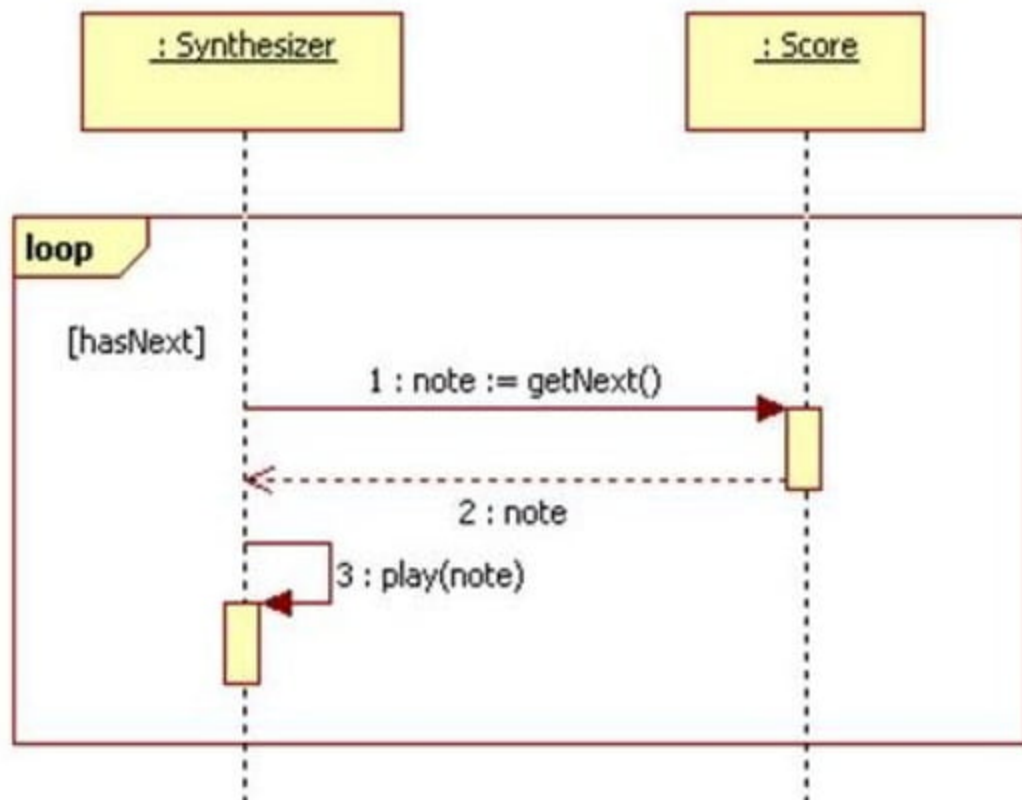 : Synthesizer
: Score
loop
[hasNext]
1 : note := getNext()
2 : note
3 : play(note)